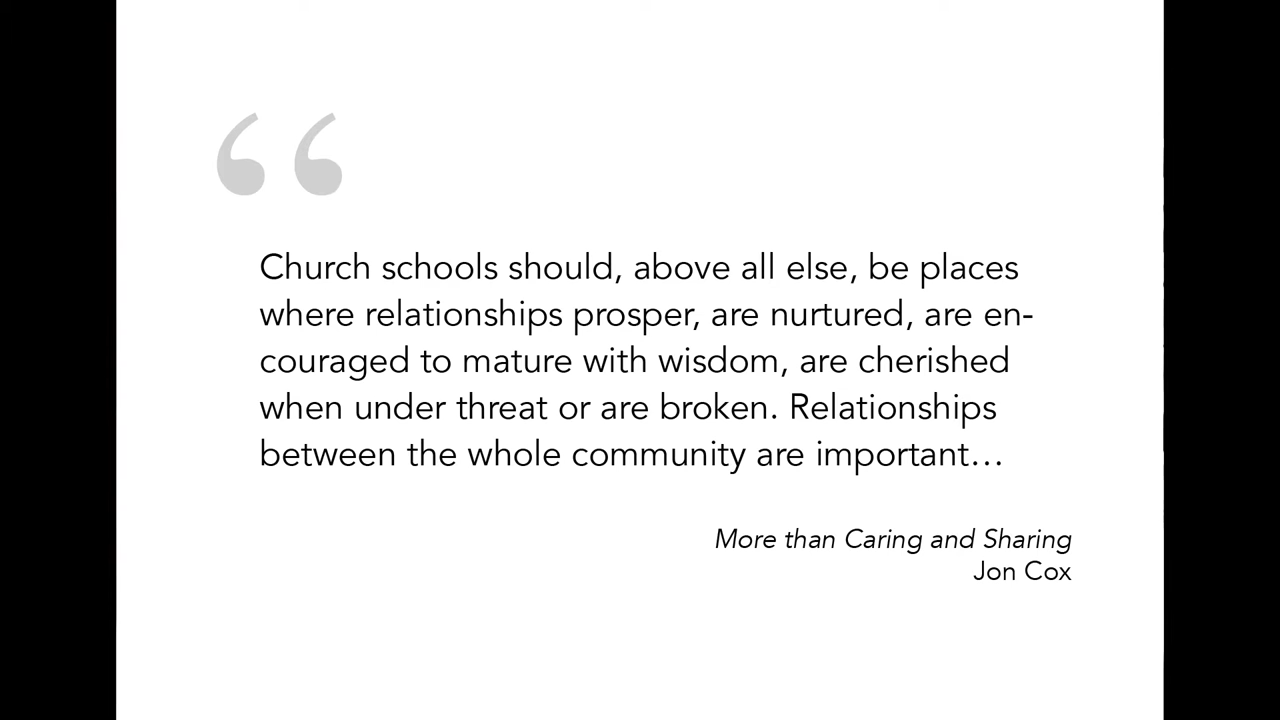 “
Church schools should, above all else, be places
where relationships prosper, are nurtured, are en-
couraged to mature with wisdom, are cherished
when under threat or are broken. Relationships
between the whole community are important…
More than Caring and Sharing
Jon Cox